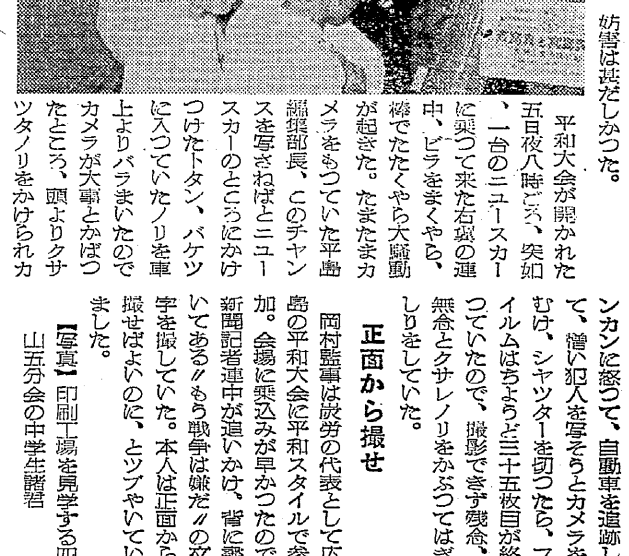 妨害は甚だしかつた。
平和大会が開かれた
五日夜八時ごろ、突如
、一台のニュースカー
に乗つて来た右翼の連
中、ビラをまくやら、
棒でたたくやら大騒動
が起きた。たまたまカ
メラをもつていた平島
編集部長、このチャン
スを写さねばとニュー
スカーのところにかけ
つけたトタン、バケツ
に入つていたノリを車
上よりバラまいたので
カメラが大事とかばつ
たところ、頭よりクサ
ツタノリをかけられカ
ンカンに怒つて、自動車を追跡し
て、憎い犯人を写そうとカメラを
むけ、シャツターを切つたら、フ
イルムはちようど三十五枚目が終
つていたので、撮影できず残念、
無念とクサレノリをかぶつてはぎ
しりをしていた。
正面から撮せ
岡村監事は炭労の代表として広
島の平和大会に平和スタイルで参
加。会場に乗込みが早かつたので
新聞記者連中が追いかけ、背に
いてある〃もう戦争は嫌だ〃の文
字を撮していた。本人は正面から
撮せばよいのに、とツブやいてい
ました。
【写真】印刷工場を見学する四
山五分会の中学生諸君